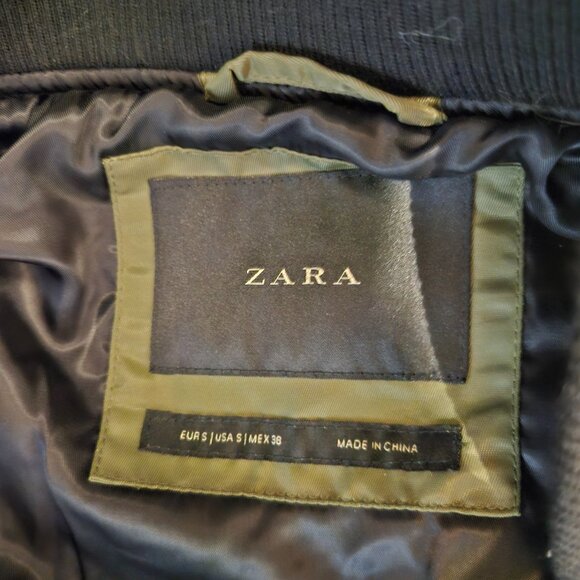 ZARA
EUR S | USA S | MEX 38 MADE IN CHINA